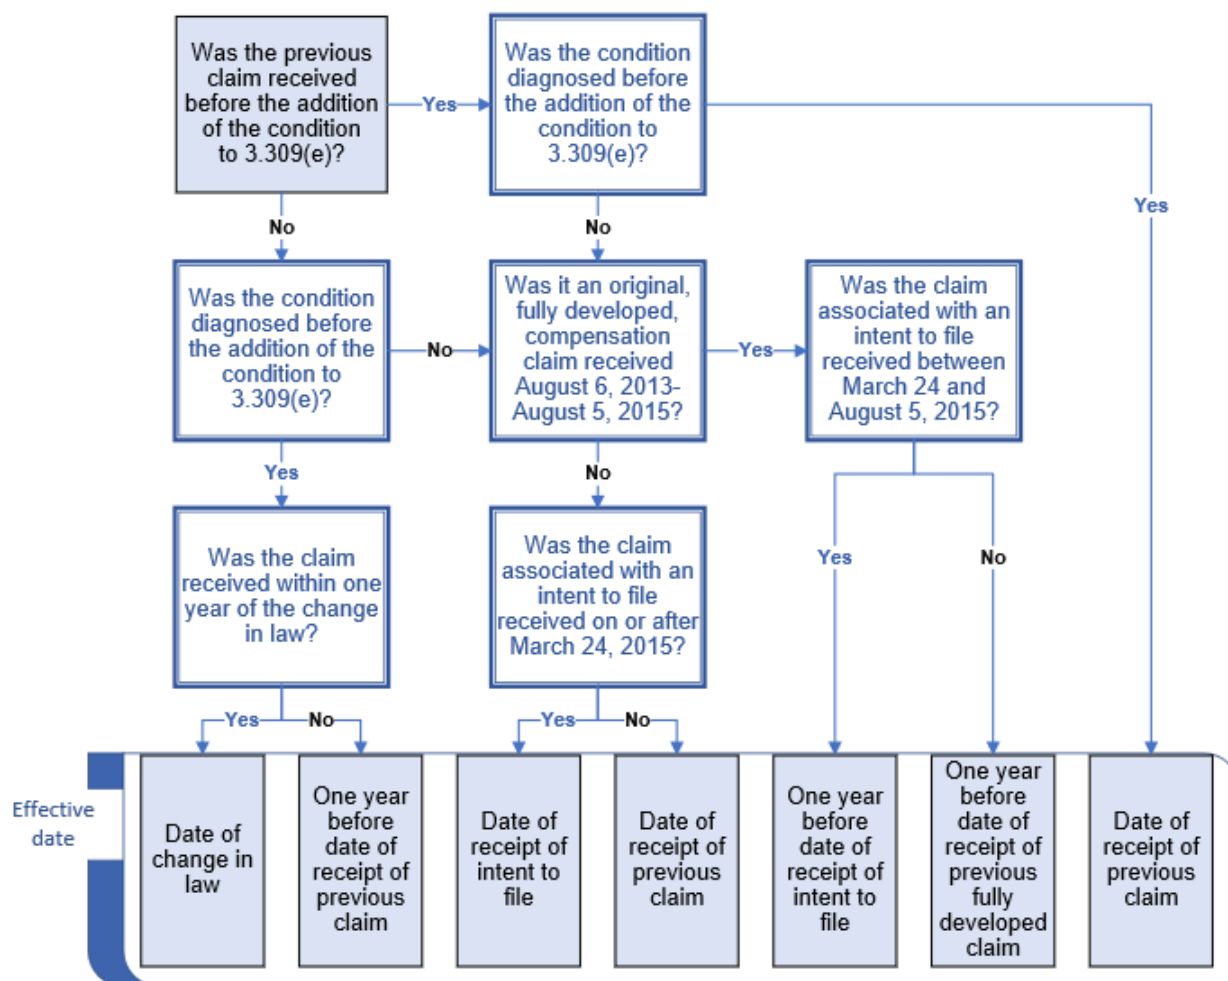 Was the previous
claim received
before the addition
of the condition
to 3.309(e)?
Yes
Was the condition
diagnosed before
the addition of the
condition to
3.309(e)?
Yes
No
No
Was the condition
diagnosed before
the addition of the
condition to
3.309(e)?
No
Was it an original,
fully developed,
compensation
claim received
August 6, 2013-
August 5, 2015?
Yes
Was the claim
associated with an
intent to file
received between
March 24 and
August 5, 2015?
Yes
No
Was the claim
received within one
year of the change
in law?
Was the claim
associated with an
intent to file
received on or after
March 24, 2015?
Yes
No
Yes
No
Yes
No
Effective
date
Date of
change in
law
One year
before
date of
receipt of
previous
claim
Date of
receipt of
intent to
file
Date of
receipt of
previous
claim
One year
before
date of
receipt of
intent to
file
One year
before
date of
receipt of
previous
fully
developed
claim
Date of
receipt of
previous
claim